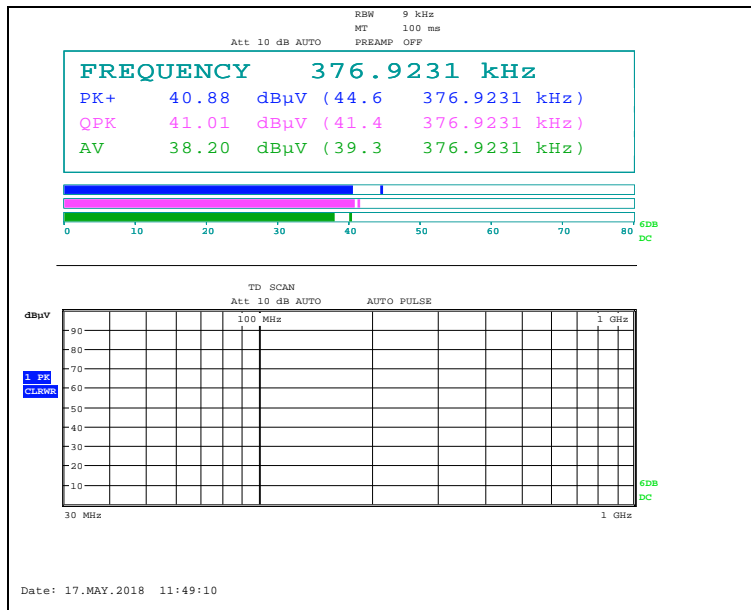 RBW 9 kHz
MT 100 ms
Att 10 dB AUTO PREAMP OFF
FREQUENCY 376.9231 kHz
PK+ 40.88 dBµV (44.6 376.9231 kHz)
QPK 41.01 dBµV (41.4 376.9231 kHz)
AV 38.20 dBµV (39.3 376.9231 kHz)
0 10 20 30 40 50 60 70 80
6DB
DC
TD SCAN
Att 10 dB AUTO AUTO PULSE
dBµV
100 MHz 1 GHz
90
80
70
1 PK
60
CLRWR
50
40
30
20
10
6DB
DC
30 MHz 1 GHz
Date: 17.MAY.2018 11:49:10